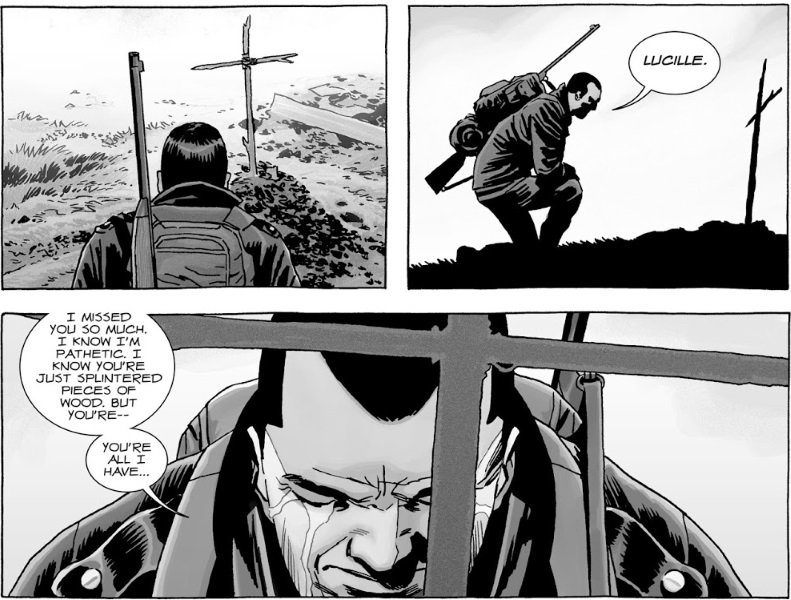 LUCILLE.
I MISSED
YOU SO MUCH.
I KNOW I'M
PATHETIC. I
KNOW YOU'RE
JUST SPLINTERED
PIECES OF
WOOD. BUT
YOU'RE--
YOU'RE
ALL I
HAVE...